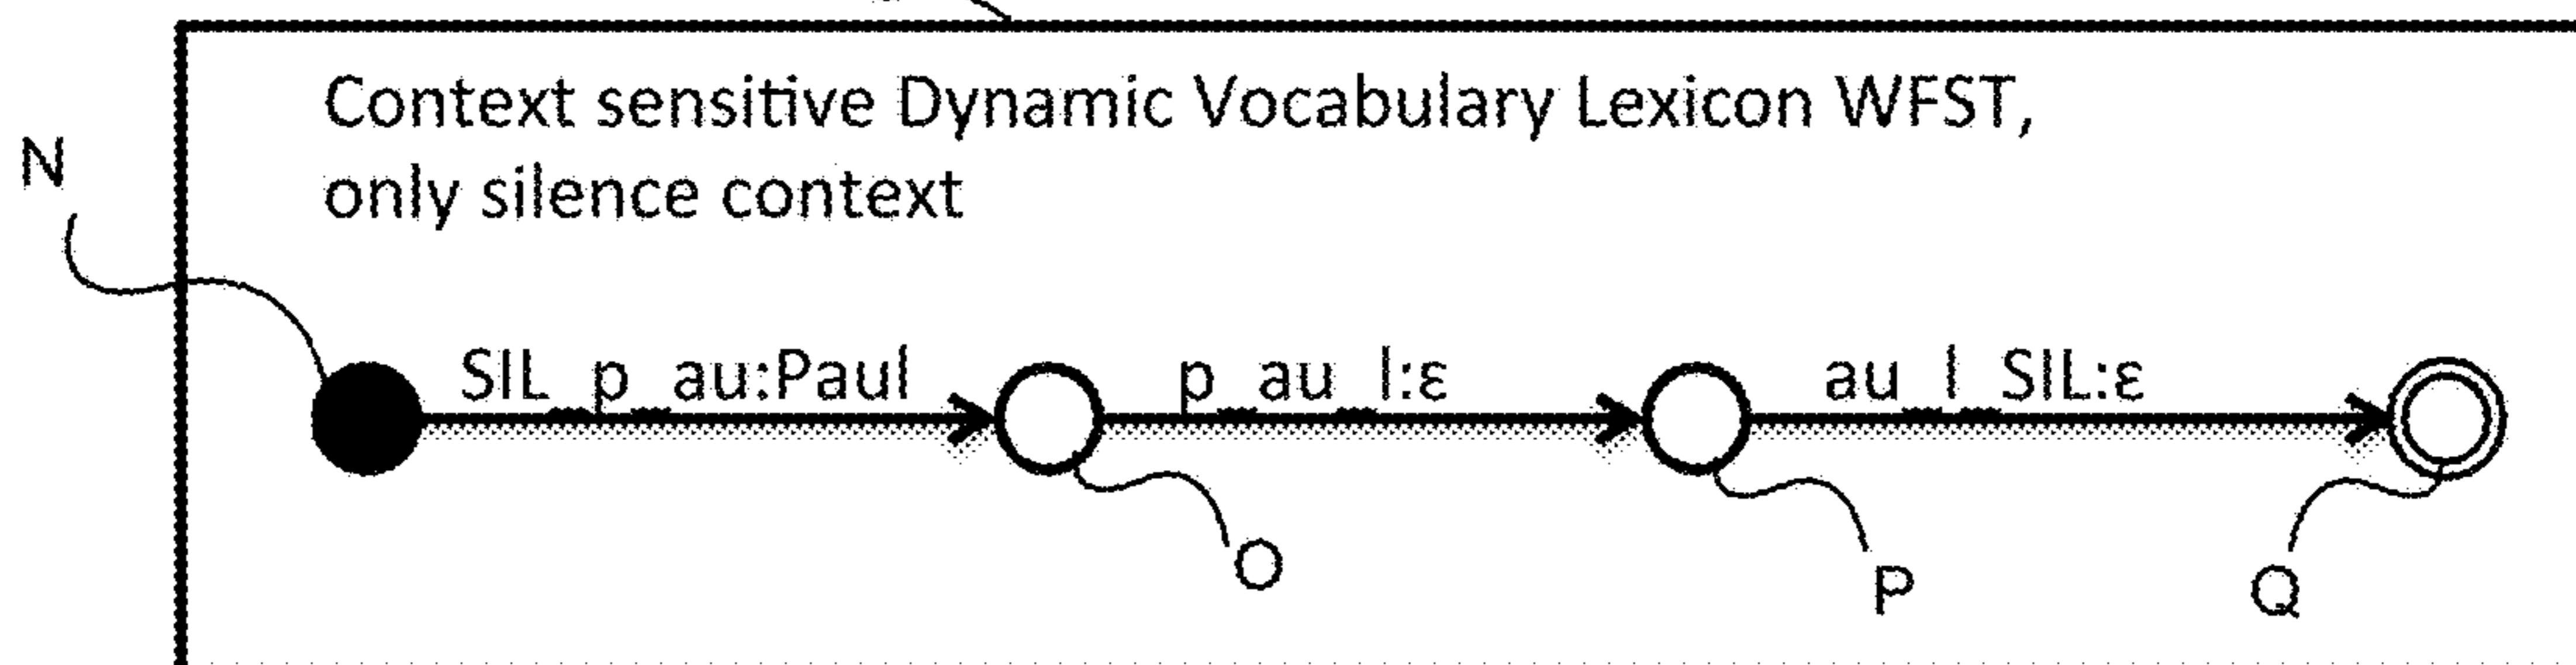 Context sensitive Dynamic Vocabulary Lexicon WFST,
only silence context
N
SIL_p_au:Paul
p_au_l:ε
au_l_SIL:ε
O
P
Q